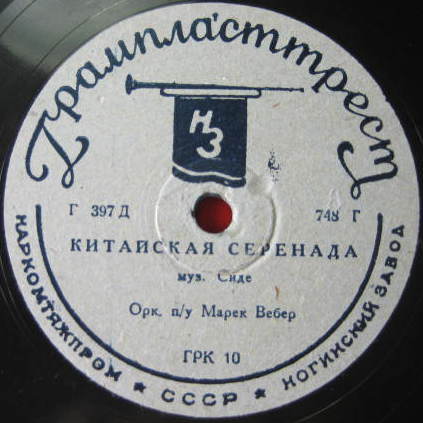 Грампласттрест
НЗ
Г 397 Д 748 Г
КИТАЙСКАЯ СЕРЕНАДА
муз. Сиде
Орк. п/у Марек Вебер
ГРК 10
НАРКОМТЯЖПРОМ ★ СССР ★ НОГИНСКИЙ ЗАВОД